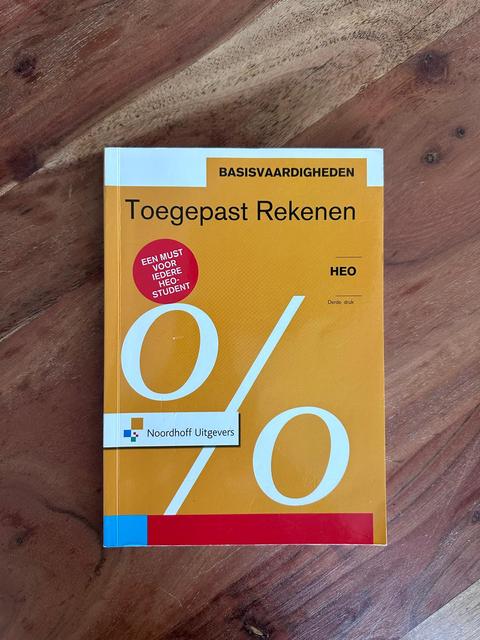 BASISVAARDIGHEDEN
Toegepast Rekenen
EEN MUST
VOOR
IEDERE
HEO-
STUDENT
HEO
Derde druk
%
Noordhoff Uitgevers